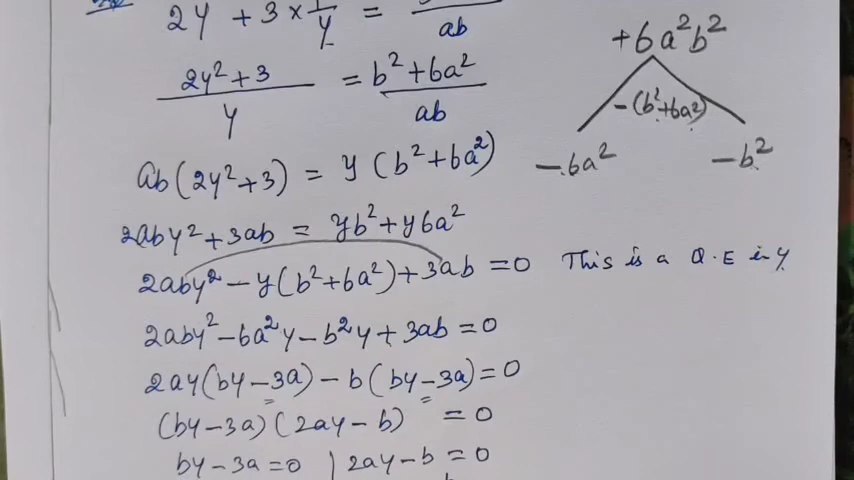 2y + 3 × 1/y = ab
2y² + 3 / y = b² + 6a² / ab
ab(2y² + 3) = y(b² + 6a²)
2aby² + 3ab = yb² + y6a²
2aby² - y(b² + 6a²) + 3ab = 0 This is a Q.E in y
2aby² - 6a²y - b²y + 3ab = 0
2ay(by - 3a) - b(by - 3a) = 0
(by - 3a)(2ay - b) = 0
by - 3a = 0 | 2ay - b = 0
+6a²b²
-(b² + 6a²)
-6a² -b²